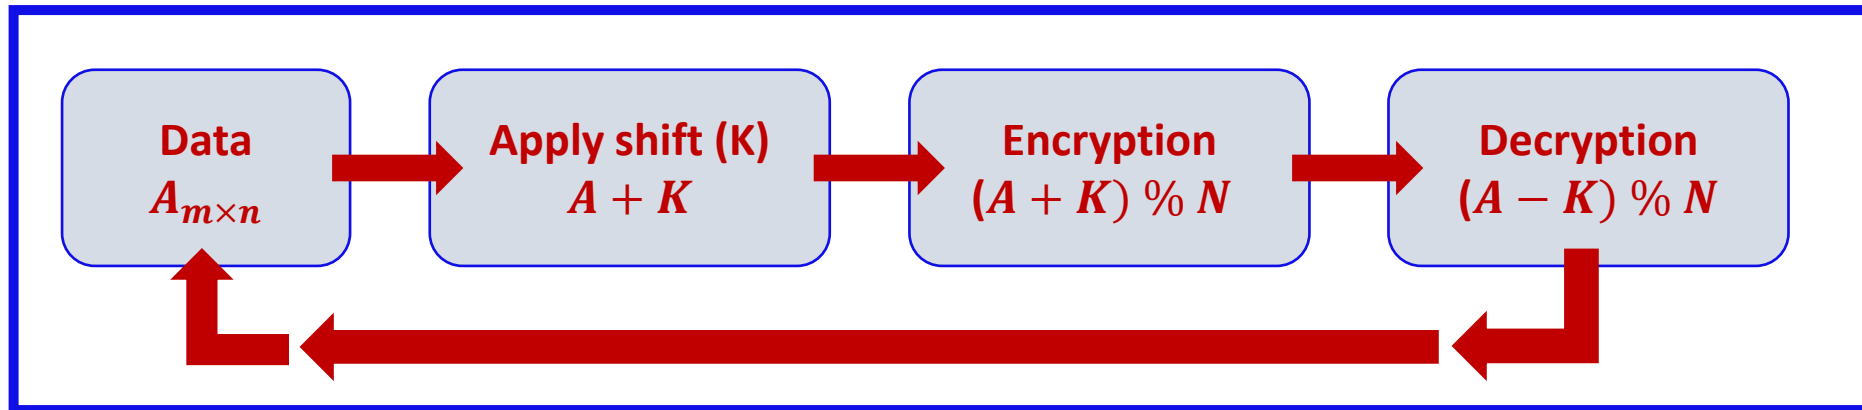 Data
A_{m×n}
Apply shift (K)
A + K
Encryption
(A + K) % N
Decryption
(A − K) % N